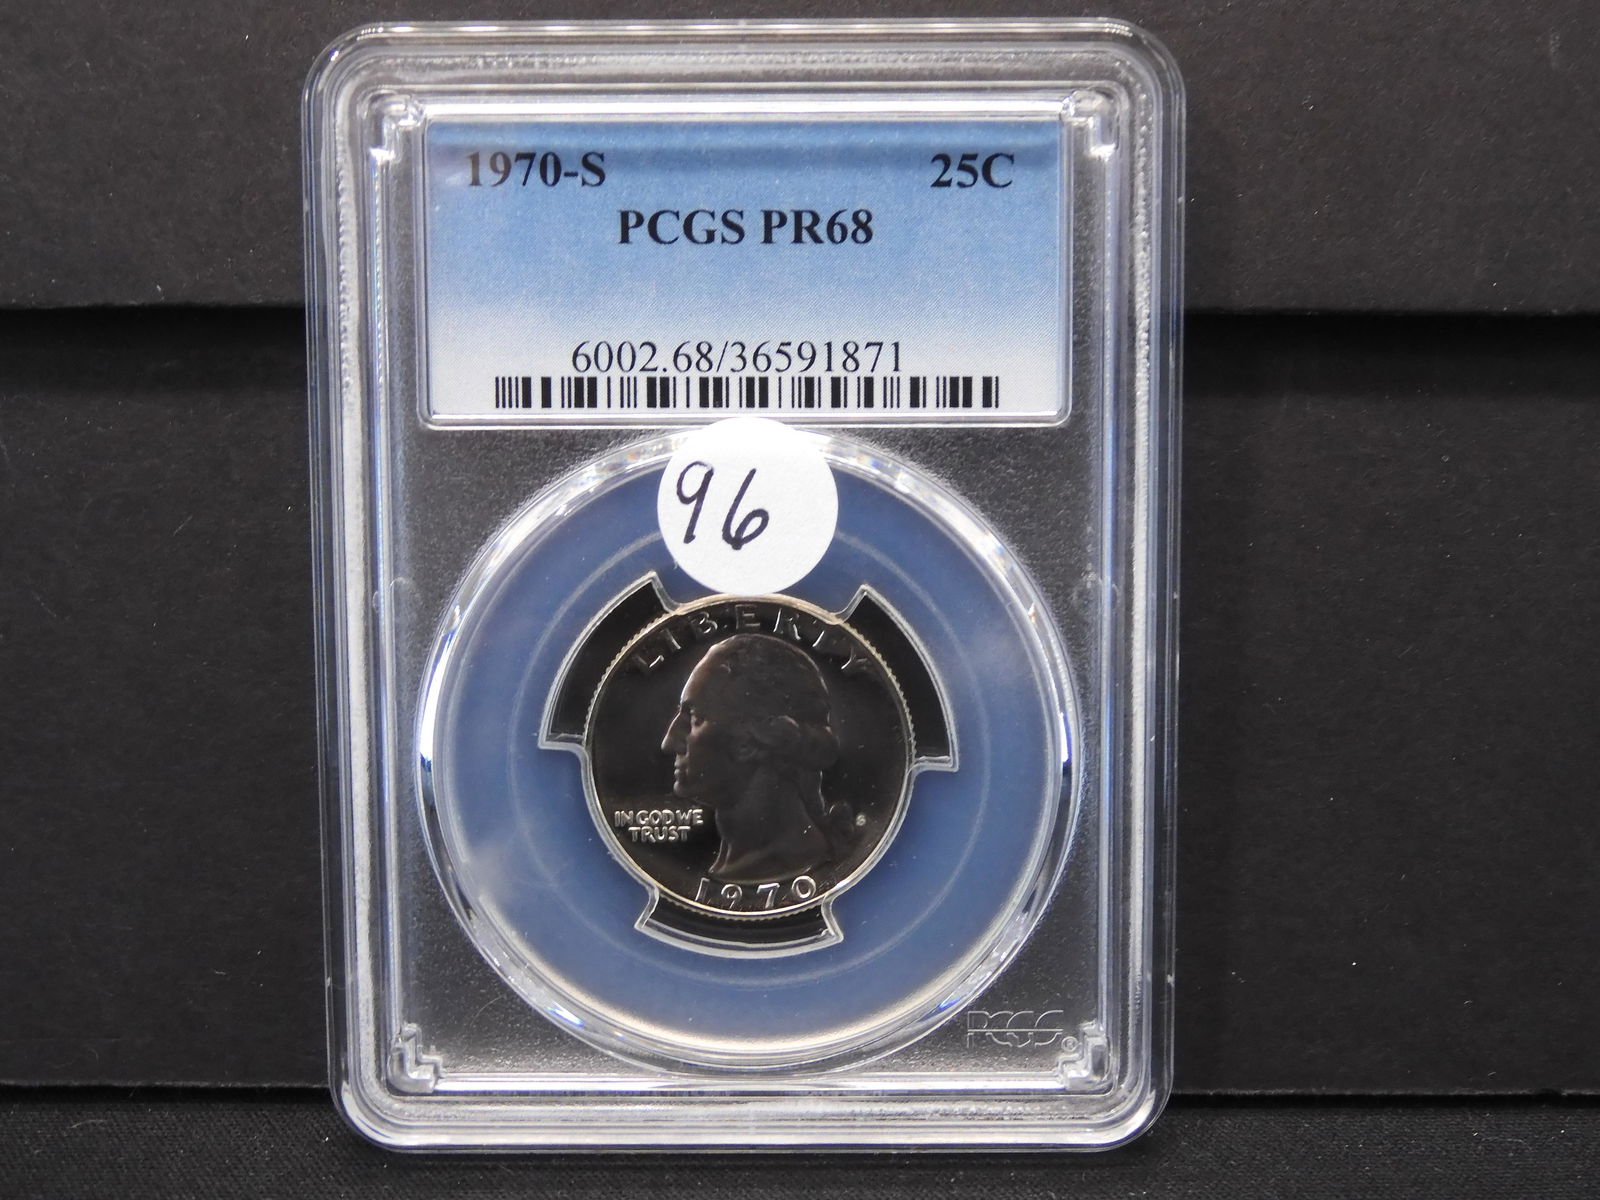 1970-S 25C
PCGS PR68
6002.68/36591871
96
LIBERTY
IN GOD WE
TRUST
S
1970
PCGS®